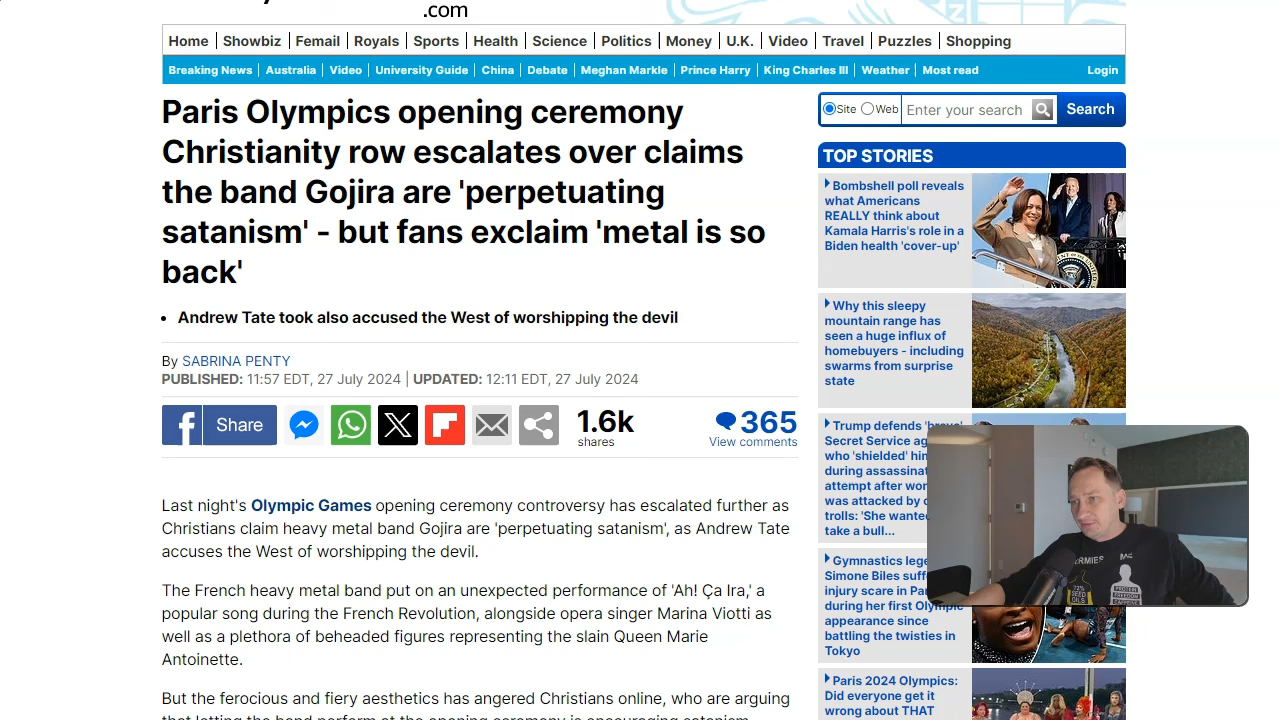 .com
Home Showbiz Femail Royals Sports Health Science Politics Money U.K. Video Travel Puzzles Shopping
Breaking News Australia Video University Guide China Debate Meghan Markle Prince Harry King Charles III Weather Most read Login
Paris Olympics opening ceremony
Christianity row escalates over claims
the band Gojira are 'perpetuating
satanism' - but fans exclaim 'metal is so
back'
• Andrew Tate took also accused the West of worshipping the devil
By SABRINA PENTY
PUBLISHED: 11:57 EDT, 27 July 2024 | UPDATED: 12:11 EDT, 27 July 2024
f Share
1.6k
shares
365
View comments
Last night's Olympic Games opening ceremony controversy has escalated further as
Christians claim heavy metal band Gojira are 'perpetuating satanism', as Andrew Tate
accuses the West of worshipping the devil.
The French heavy metal band put on an unexpected performance of 'Ah! Ça Ira,' a
popular song during the French Revolution, alongside opera singer Marina Viotti as
well as a plethora of beheaded figures representing the slain Queen Marie
Antoinette.
But the ferocious and fiery aesthetics has angered Christians online, who are arguing
that letting the band perform at the opening ceremony is encouraging satanism
Site Web Enter your search Search
TOP STORIES
Bombshell poll reveals
what Americans
REALLY think about
Kamala Harris's role in a
Biden health 'cover-up'
Why this sleepy
mountain range has
seen a huge influx of
homebuyers - including
swarms from surprise
state
Trump defends
Secret Service
who 'shielded'
during
attempt after
was attacked by
trolls: 'She wanted
take a bull...
Gymnastics
Simone Biles
injury scare in
during her first Olympic
appearance since
battling the twisties in
Tokyo
Paris 2024 Olympics:
Did everyone get it
wrong about THAT
SEED
OILS